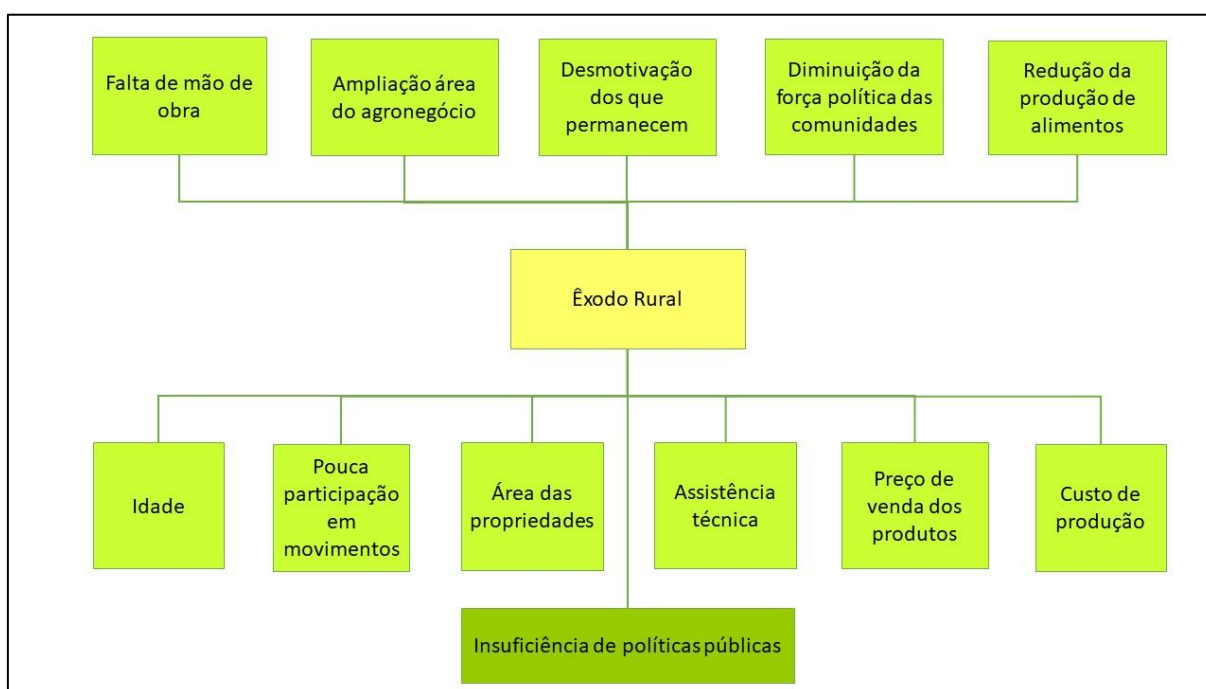 Falta de mão de
obra
Ampliação área
do agronegócio
Desmotivação
dos que
permanecem
Diminuição da
força política das
comunidades
Redução da
produção de
alimentos
Êxodo Rural
Idade
Pouca
participação
em
movimentos
Área das
propriedades
Assistência
técnica
Preço de
venda dos
produtos
Custo de
produção
Insuficiência de políticas públicas